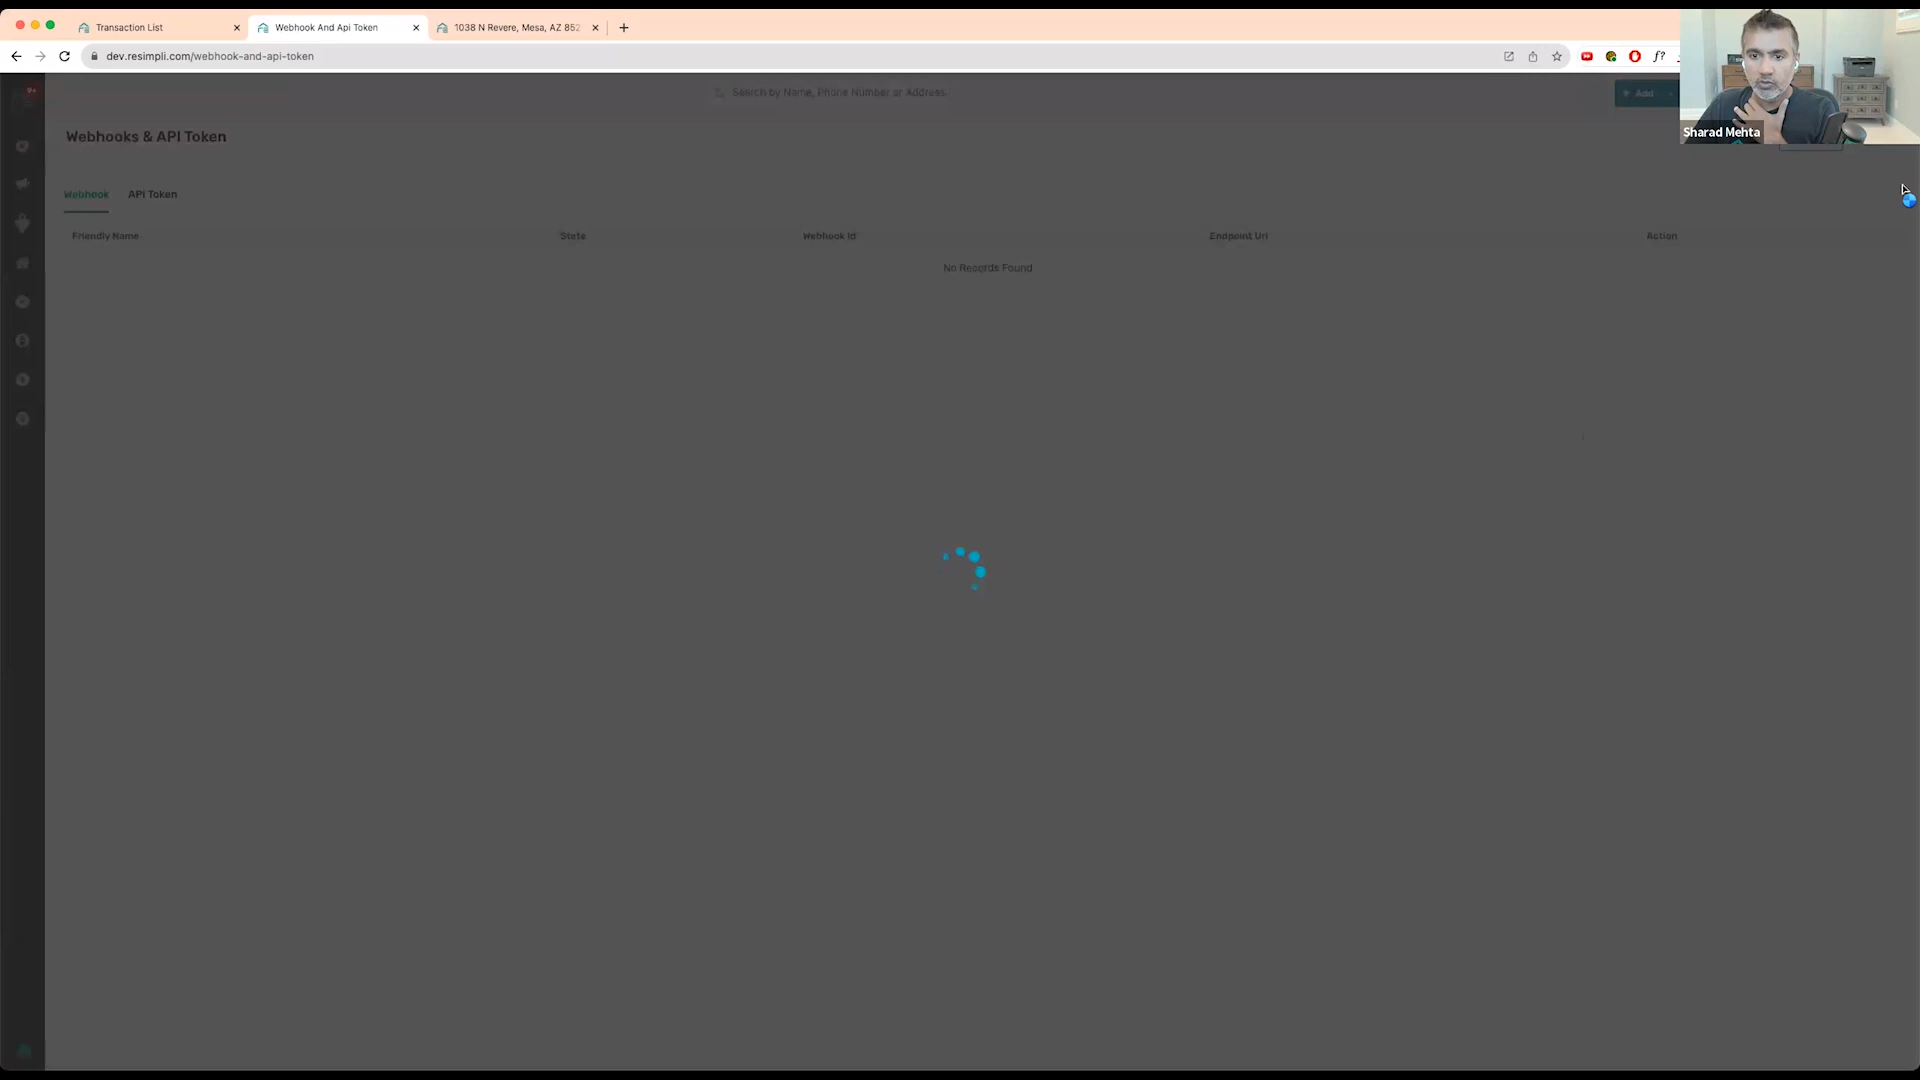 Transaction List
Webhook And Api Token
1038 N Revere, Mesa, AZ 852
dev.resimpli.com/webhook-and-api-token
f?
9+
Search by Name, Phone Number or Address.
+ Add
Sharad Mehta
Webhooks & API Token
Webhook
API Token
Friendly Name
State
Webhook Id
Endpoint Url
Action
No Records Found